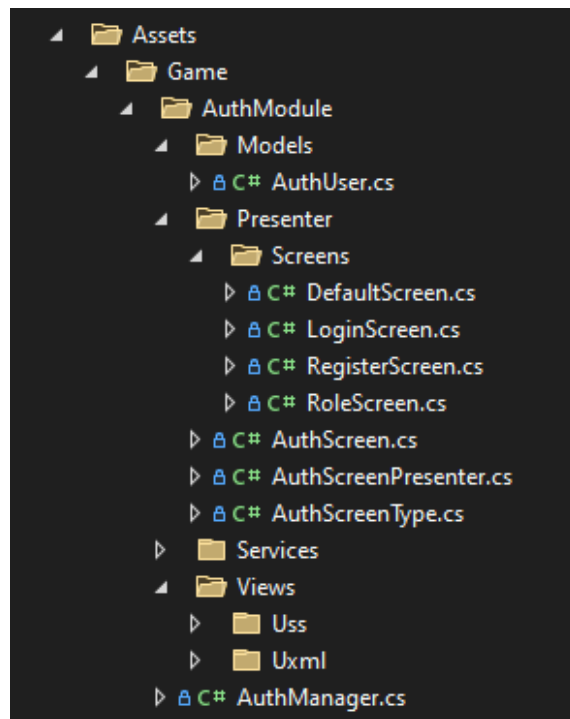 Assets
Game
AuthModule
Models
C# AuthUser.cs
Presenter
Screens
C# DefaultScreen.cs
C# LoginScreen.cs
C# RegisterScreen.cs
C# RoleScreen.cs
C# AuthScreen.cs
C# AuthScreenPresenter.cs
C# AuthScreenType.cs
Services
Views
Uss
Uxml
C# AuthManager.cs